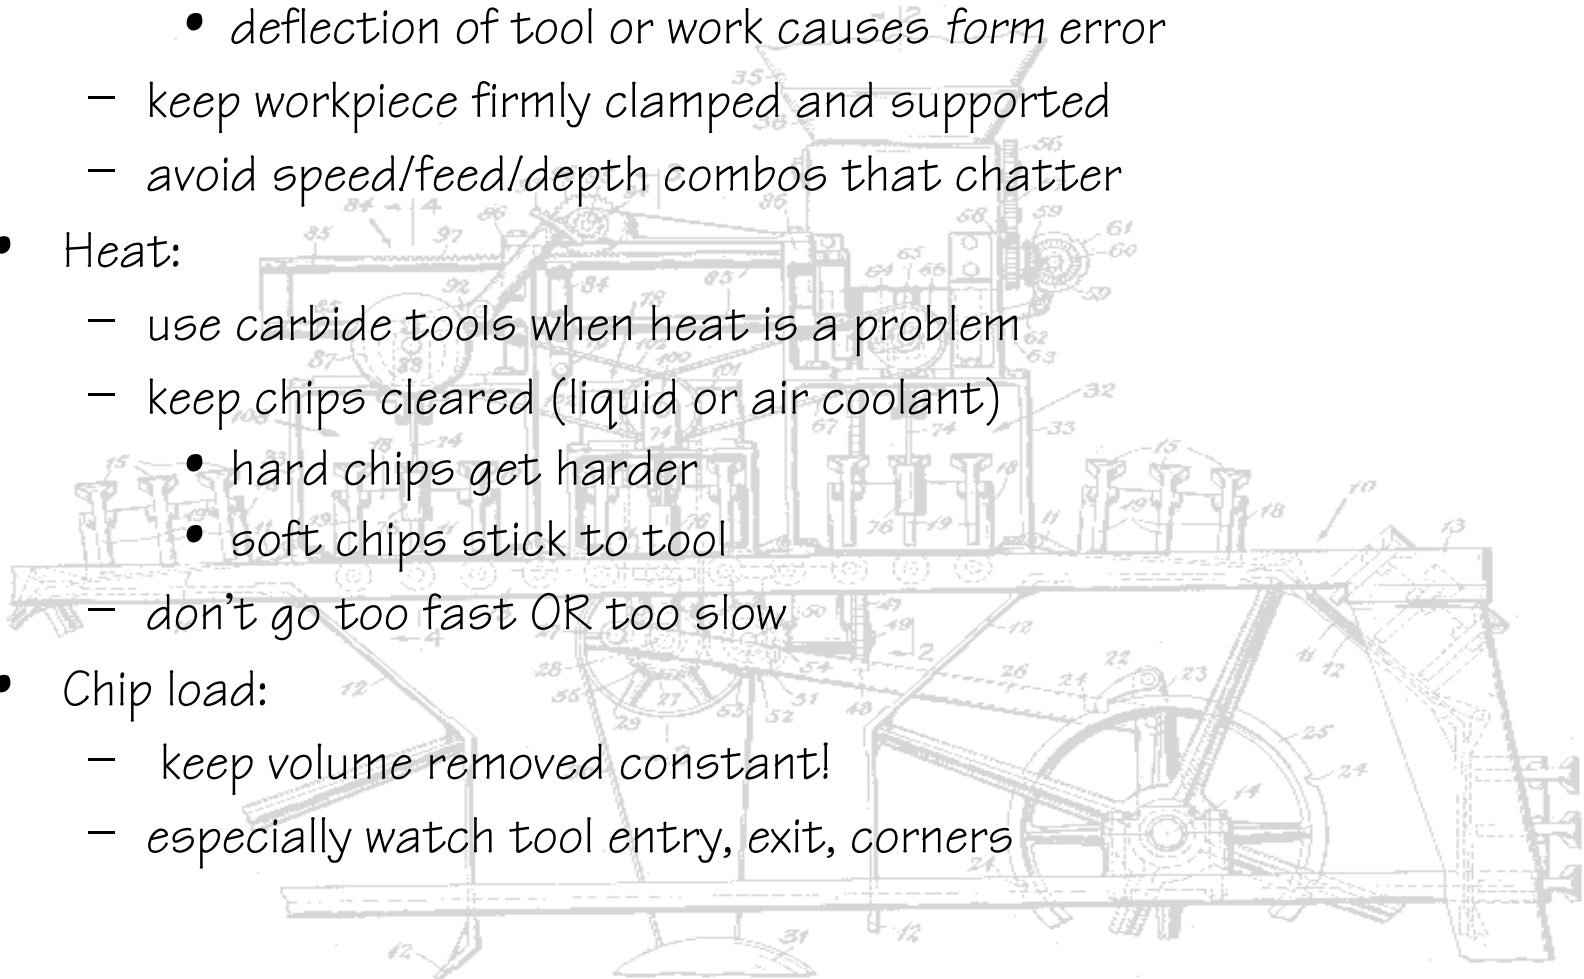 • deflection of tool or work causes form error
– keep workpiece firmly clamped and supported
– avoid speed/feed/depth combos that chatter
• Heat:
– use carbide tools when heat is a problem
– keep chips cleared (liquid or air coolant)
• hard chips get harder
• soft chips stick to tool
– don't go too fast OR too slow
• Chip load:
– keep volume removed constant!
– especially watch tool entry, exit, corners